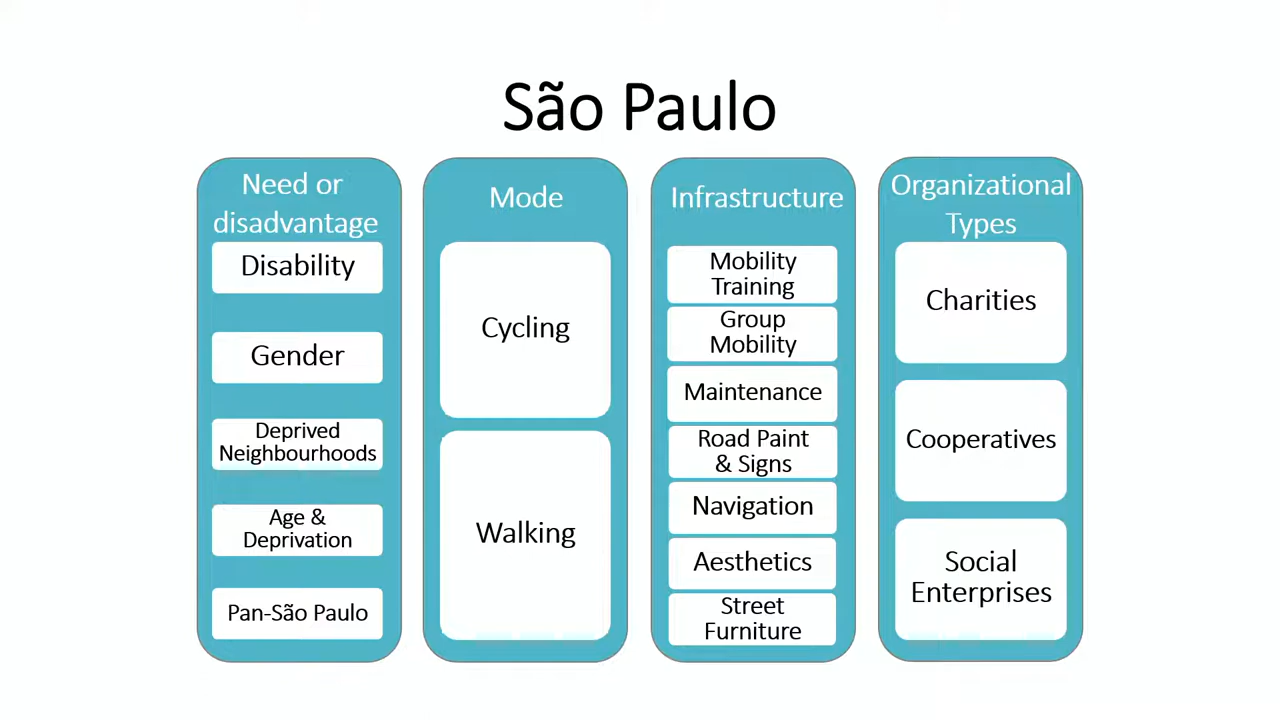 São Paulo
Need or
disadvantage
Disability
Gender
Deprived
Neighbourhoods
Age &
Deprivation
Pan-São Paulo
Mode
Cycling
Walking
Infrastructure
Mobility
Training
Group
Mobility
Maintenance
Road Paint
& Signs
Navigation
Aesthetics
Street
Furniture
Organizational
Types
Charities
Cooperatives
Social
Enterprises